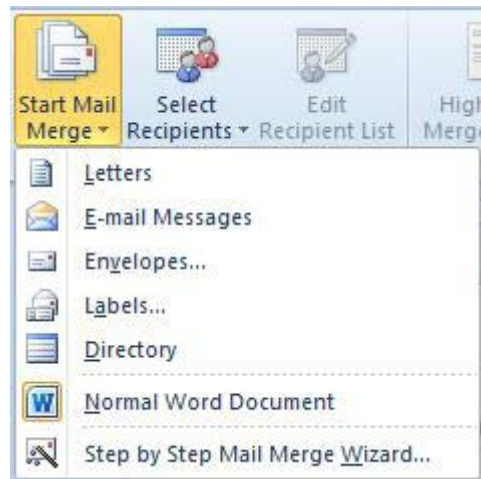 Start Mail Select Edit
Merge Recipients Recipient List
Letters
E-mail Messages
Envelopes...
Labels...
Directory
Normal Word Document
Step by Step Mail Merge Wizard...